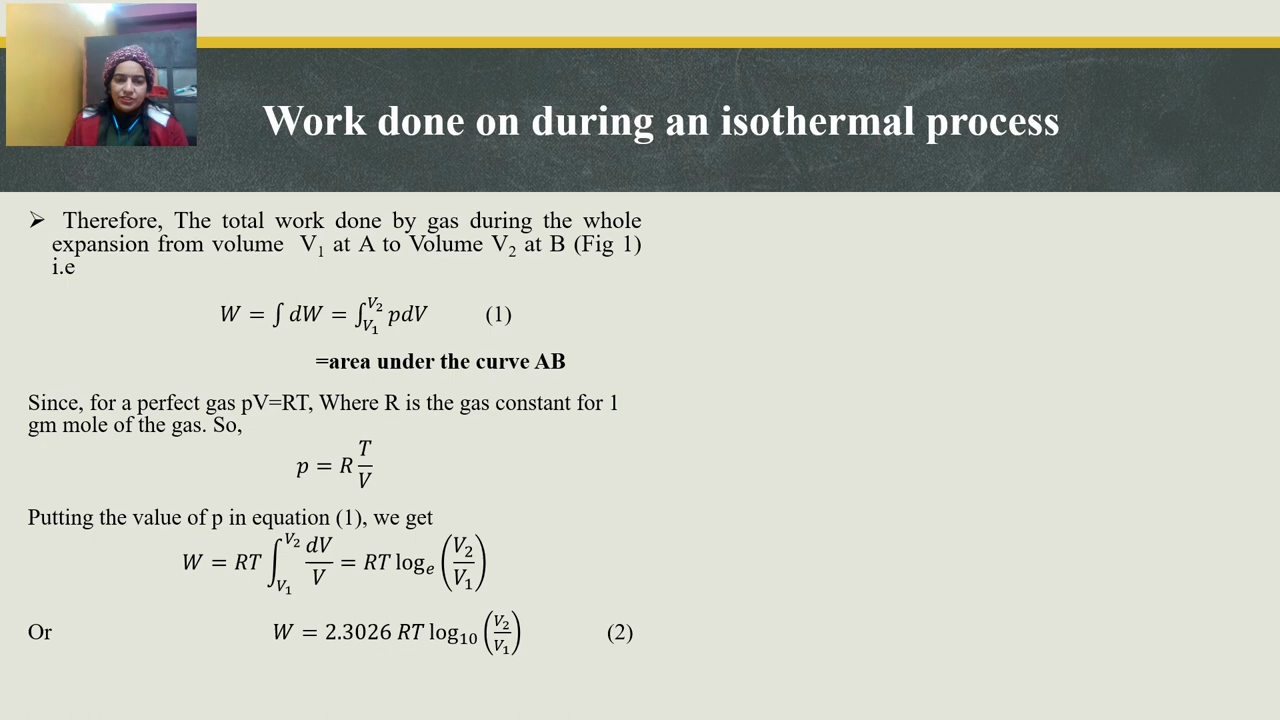 Work done on during an isothermal process
➢ Therefore, The total work done by gas during the whole
expansion from volume V₁ at A to Volume V₂ at B (Fig 1)
i.e
W = ∫ dW = ∫_{V₁}^{V₂} pdV (1)
=area under the curve AB
Since, for a perfect gas pV=RT, Where R is the gas constant for 1
gm mole of the gas. So,
p = R T/V
Putting the value of p in equation (1), we get
W = RT ∫_{V₁}^{V₂} dV/V = RT logₑ (V₂/V₁)
Or W = 2.3026 RT log₁₀ (V₂/V₁) (2)